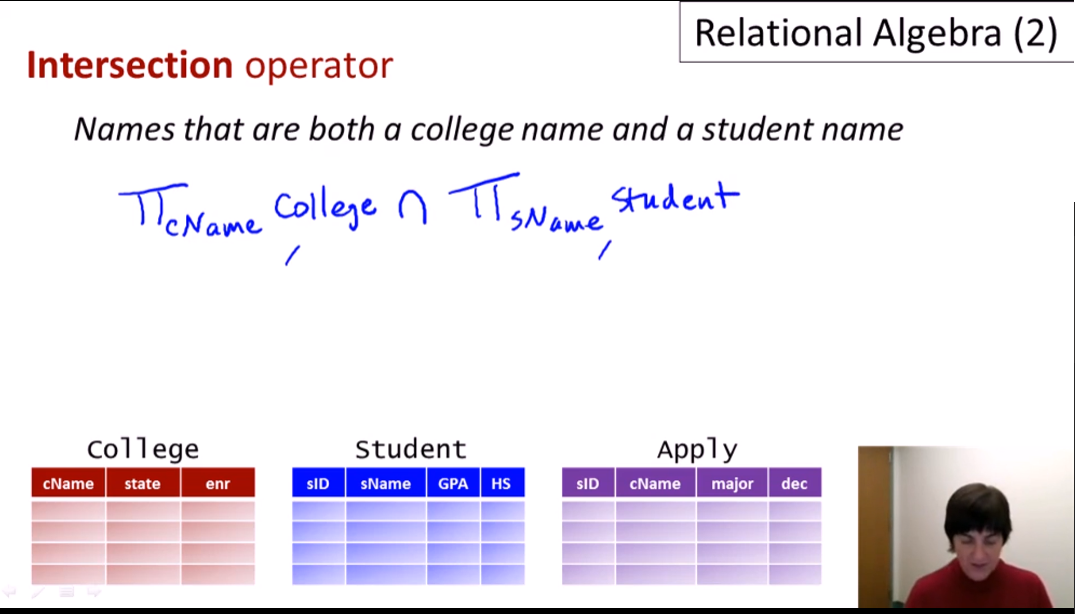 Relational Algebra (2)
Intersection operator
Names that are both a college name and a student name
π cName College ∩ π sName Student
College Student Apply
cName state enr sID sName GPA HS sID cName major dec